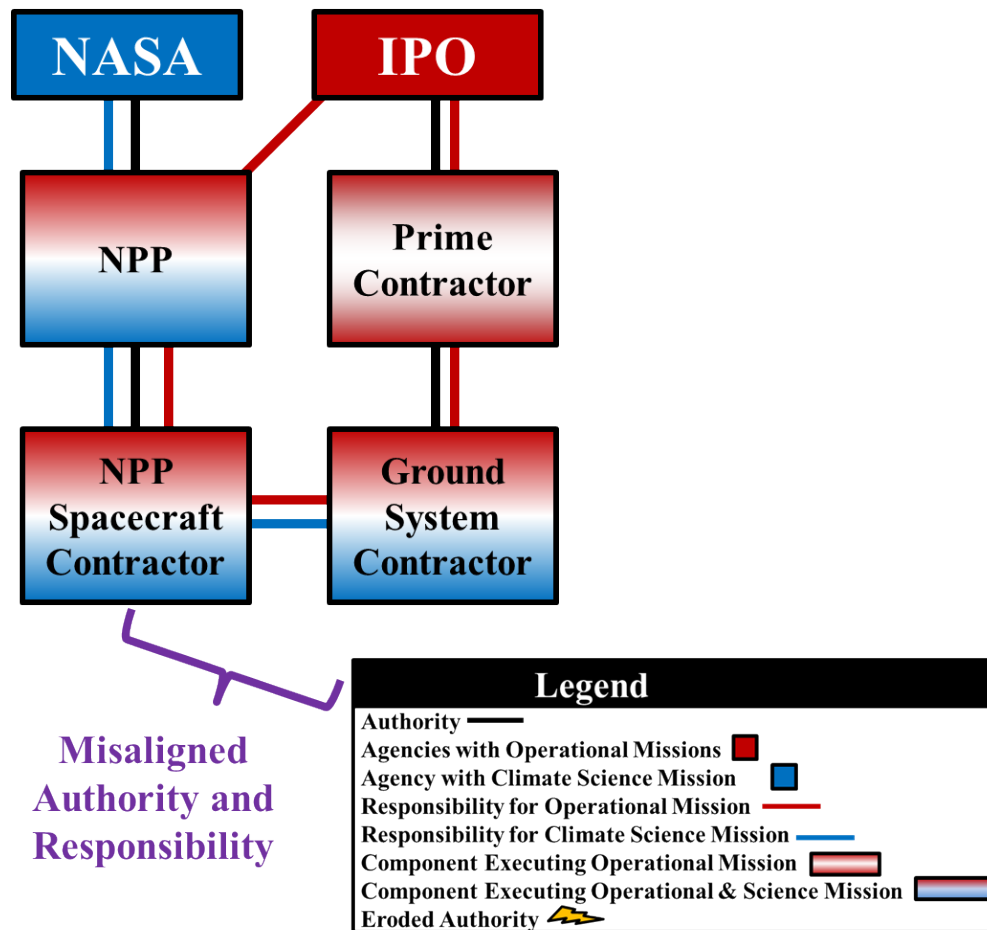 NASA
IPO
NPP
Prime
Contractor
NPP
Spacecraft
Contractor
Ground
System
Contractor
Misaligned
Authority and
Responsibility
Legend
Authority
Agencies with Operational Missions
Agency with Climate Science Mission
Responsibility for Operational Mission
Responsibility for Climate Science Mission
Component Executing Operational Mission
Component Executing Operational & Science Mission
Eroded Authority